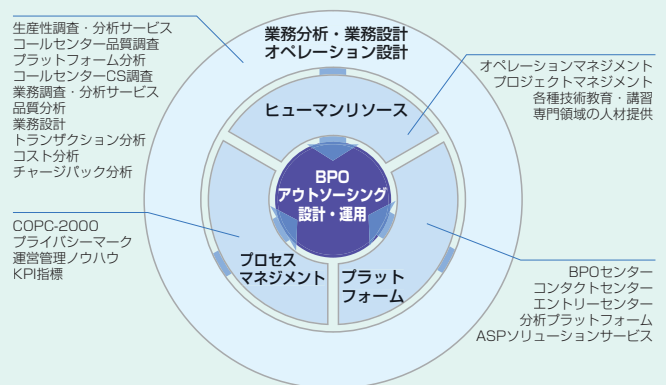 生産性調査・分析サービス
コールセンター品質調査
プラットフォーム分析
コールセンターCS調査
業務調査・分析サービス
品質分析
業務設計
トランザクション分析
コスト分析
チャージバック分析
業務分析・業務設計
オペレーション設計
オペレーションマネジメント
プロジェクトマネジメント
各種技術教育・講習
専門領域の人材提供
ヒューマンリソース
BPO
アウトソーシング
設計・運用
COPC-2000
プライバシーマーク
運営管理ノウハウ
KPI指標
プロセス
マネジメント
プラット
フォーム
BPOセンター
コンタクトセンター
エントリーセンター
分析プラットフォーム
ASPソリューションサービス